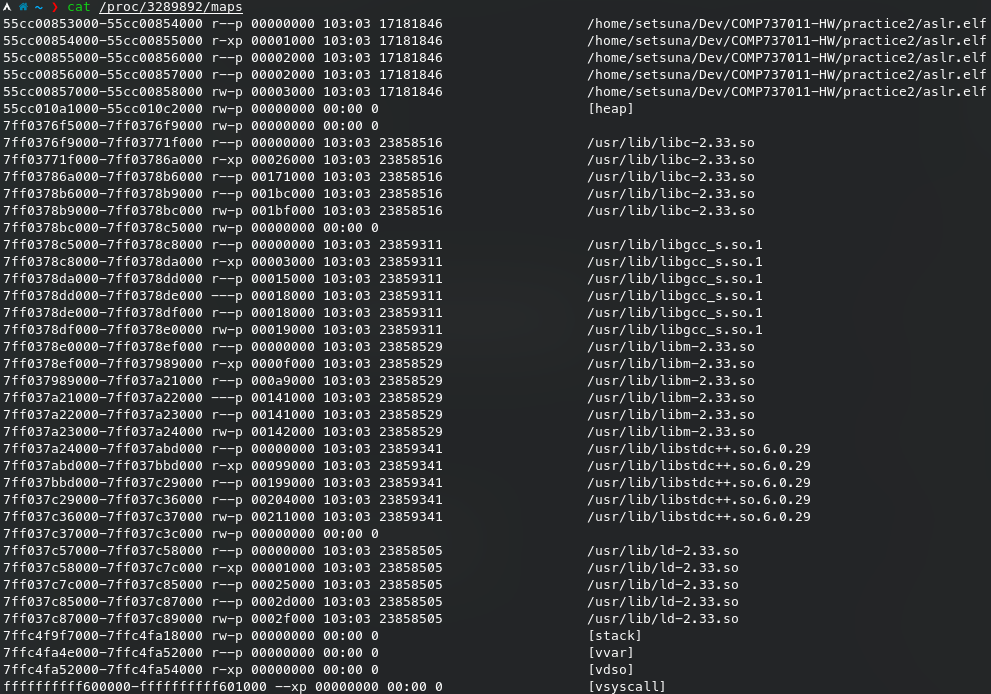 ~ ❯ cat /proc/3289892/maps
55cc00853000-55cc00854000 r--p 00000000 103:03 17181846 /home/setsuna/Dev/COMP737011-HW/practice2/aslr.elf
55cc00854000-55cc00855000 r-xp 00001000 103:03 17181846 /home/setsuna/Dev/COMP737011-HW/practice2/aslr.elf
55cc00855000-55cc00856000 r--p 00002000 103:03 17181846 /home/setsuna/Dev/COMP737011-HW/practice2/aslr.elf
55cc00856000-55cc00857000 r--p 00002000 103:03 17181846 /home/setsuna/Dev/COMP737011-HW/practice2/aslr.elf
55cc00857000-55cc00858000 rw-p 00003000 103:03 17181846 /home/setsuna/Dev/COMP737011-HW/practice2/aslr.elf
55cc010a1000-55cc010c2000 rw-p 00000000 00:00 0 [heap]
7ff0376f5000-7ff0376f9000 rw-p 00000000 00:00 0
7ff0376f9000-7ff03771f000 r--p 00000000 103:03 23858516 /usr/lib/libc-2.33.so
7ff03771f000-7ff03786a000 r-xp 00026000 103:03 23858516 /usr/lib/libc-2.33.so
7ff03786a000-7ff0378b6000 r--p 00171000 103:03 23858516 /usr/lib/libc-2.33.so
7ff0378b6000-7ff0378b9000 r--p 001bc000 103:03 23858516 /usr/lib/libc-2.33.so
7ff0378b9000-7ff0378bc000 rw-p 001bf000 103:03 23858516 /usr/lib/libc-2.33.so
7ff0378bc000-7ff0378c5000 rw-p 00000000 00:00 0
7ff0378c5000-7ff0378c8000 r--p 00000000 103:03 23859311 /usr/lib/libgcc_s.so.1
7ff0378c8000-7ff0378da000 r-xp 00003000 103:03 23859311 /usr/lib/libgcc_s.so.1
7ff0378da000-7ff0378dd000 r--p 00015000 103:03 23859311 /usr/lib/libgcc_s.so.1
7ff0378dd000-7ff0378de000 ---p 00018000 103:03 23859311 /usr/lib/libgcc_s.so.1
7ff0378de000-7ff0378df000 r--p 00018000 103:03 23859311 /usr/lib/libgcc_s.so.1
7ff0378df000-7ff0378e0000 rw-p 00019000 103:03 23859311 /usr/lib/libgcc_s.so.1
7ff0378e0000-7ff0378ef000 r--p 00000000 103:03 23858529 /usr/lib/libm-2.33.so
7ff0378ef000-7ff037989000 r-xp 0000f000 103:03 23858529 /usr/lib/libm-2.33.so
7ff037989000-7ff037a21000 r--p 000a9000 103:03 23858529 /usr/lib/libm-2.33.so
7ff037a21000-7ff037a22000 ---p 00141000 103:03 23858529 /usr/lib/libm-2.33.so
7ff037a22000-7ff037a23000 r--p 00141000 103:03 23858529 /usr/lib/libm-2.33.so
7ff037a23000-7ff037a24000 rw-p 00142000 103:03 23858529 /usr/lib/libm-2.33.so
7ff037a24000-7ff037abd000 r--p 00000000 103:03 23859341 /usr/lib/libstdc++.so.6.0.29
7ff037abd000-7ff037bbd000 r-xp 00099000 103:03 23859341 /usr/lib/libstdc++.so.6.0.29
7ff037bbd000-7ff037c29000 r--p 00199000 103:03 23859341 /usr/lib/libstdc++.so.6.0.29
7ff037c29000-7ff037c36000 r--p 00204000 103:03 23859341 /usr/lib/libstdc++.so.6.0.29
7ff037c36000-7ff037c37000 rw-p 00211000 103:03 23859341 /usr/lib/libstdc++.so.6.0.29
7ff037c37000-7ff037c3c000 rw-p 00000000 00:00 0
7ff037c57000-7ff037c58000 r--p 00000000 103:03 23858505 /usr/lib/ld-2.33.so
7ff037c58000-7ff037c7c000 r-xp 00001000 103:03 23858505 /usr/lib/ld-2.33.so
7ff037c7c000-7ff037c85000 r--p 00025000 103:03 23858505 /usr/lib/ld-2.33.so
7ff037c85000-7ff037c87000 r--p 0002d000 103:03 23858505 /usr/lib/ld-2.33.so
7ff037c87000-7ff037c89000 rw-p 0002f000 103:03 23858505 /usr/lib/ld-2.33.so
7ffc4f9f7000-7ffc4fa18000 rw-p 00000000 00:00 0 [stack]
7ffc4fa4e000-7ffc4fa52000 r--p 00000000 00:00 0 [vvar]
7ffc4fa52000-7ffc4fa54000 r-xp 00000000 00:00 0 [vdso]
ffffffffff600000-ffffffffff601000 --xp 00000000 00:00 0 [vsyscall]